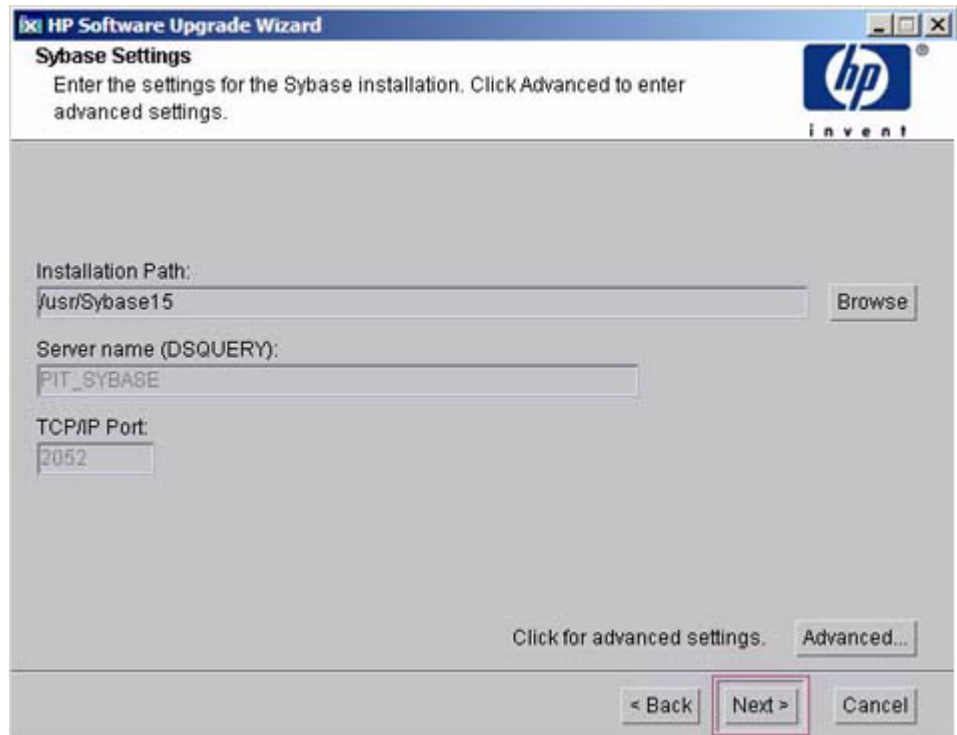 HP Software Upgrade Wizard
Sybase Settings
Enter the settings for the Sybase installation. Click Advanced to enter
advanced settings.
hp
®
invent
Installation Path:
/usr/Sybase15
Browse
Server name (DSQUERY):
PIT_SYBASE
TCP/IP Port:
2052
Click for advanced settings.
Advanced...
< Back
Next >
Cancel